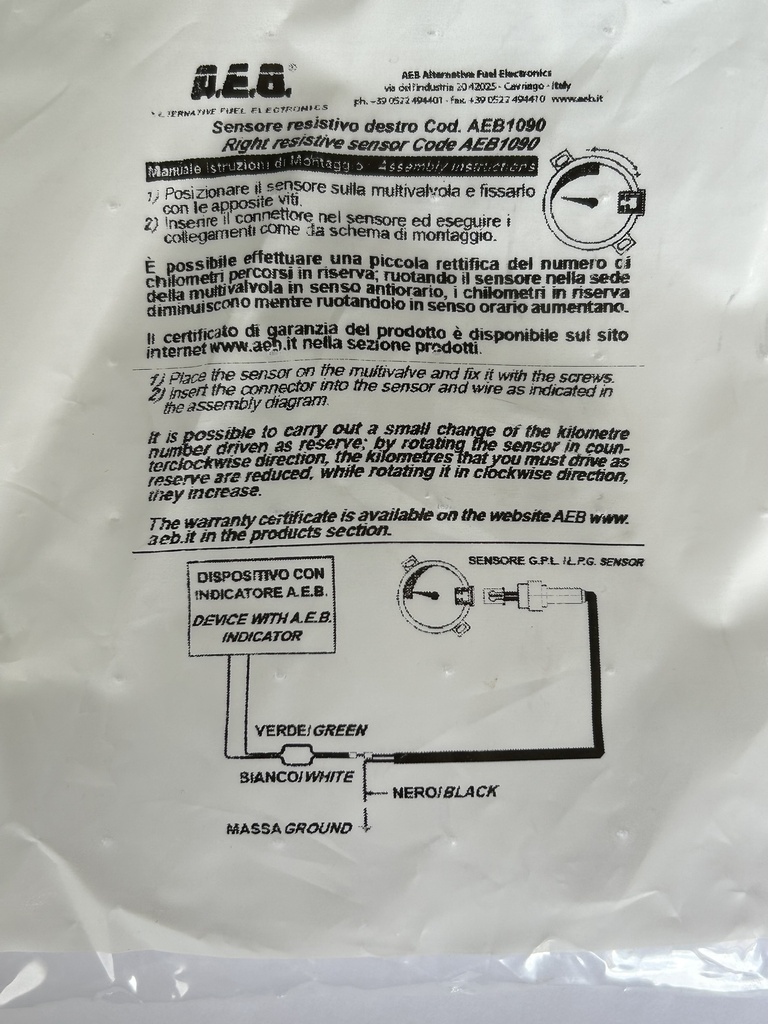 A.E.B.®
ALTERNATIVE FUEL ELECTRONICS
AEB Alternative Fuel Electronics
via dell'Industria 20 42025 - Cavriago - Italy
ph. +39 0522 494401 - fax. +39 0522 494410 www.aeb.it
Sensore resistivo destro Cod. AEB1090
Right resistive sensor Code AEB1090
Manuale istruzioni di Montaggio - Assembly instructions
1) Posizionare il sensore sulla multivalvola e fissarlo
con le apposite viti.
2) Inserire il connettore nel sensore ed eseguire i
collegamenti come da schema di montaggio.
È possibile effettuare una piccola rettifica del numero di
chilometri percorsi in riserva; ruotando il sensore nella sede
della multivalvola in senso antiorario, i chilometri in riserva
diminuiscono mentre ruotandolo in senso orario aumentano.
Il certificato di garanzia del prodotto è disponibile sul sito
internet www.aeb.it nella sezione prodotti.
1) Place the sensor on the multivalve and fix it with the screws.
2) Insert the connector into the sensor and wire as indicated in
the assembly diagram.
It is possible to carry out a small change of the kilometre
number driven as reserve; by rotating the sensor in coun-
terclockwise direction, the kilometres that you must drive as
reserve are reduced, while rotating it in clockwise direction,
they increase.
The warranty certificate is available on the website AEB www.
aeb.it in the products section.
DISPOSITIVO CON
INDICATORE A.E.B.
DEVICE WITH A.E.B.
INDICATOR
SENSORE G.P.L. / L.P.G. SENSOR
VERDE/GREEN
BIANCO/WHITE
NERO/BLACK
MASSA GROUND